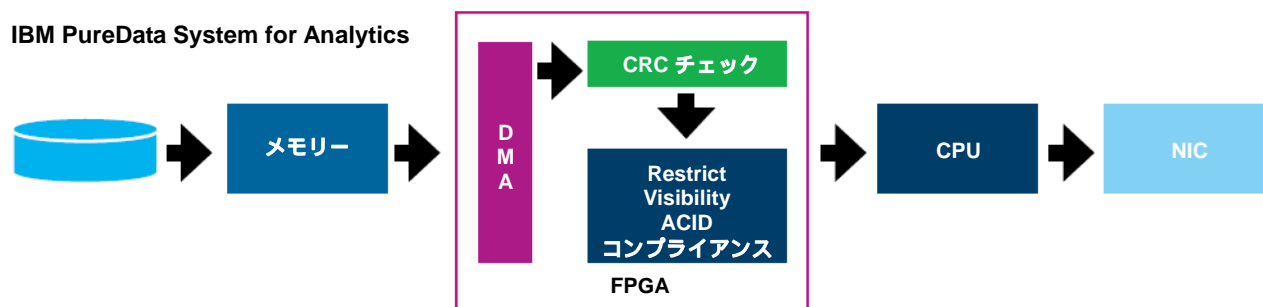 IBM PureData System for Analytics
メモリー
D
M
A
CRC チェック
Restrict
Visibility
ACID
コンプライアンス
FPGA
CPU
NIC